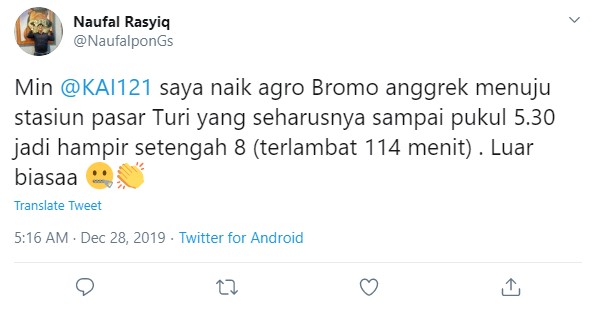 Naufal Rasyiq
@NaufalponGs
Min @KAI121 saya naik agro Bromo anggrek menuju
stasiun pasar Turi yang seharusnya sampai pukul 5.30
jadi hampir setengah 8 (terlambat 114 menit) . Luar
biasaa 🤐👏
Translate Tweet
5:16 AM · Dec 28, 2019 · Twitter for Android